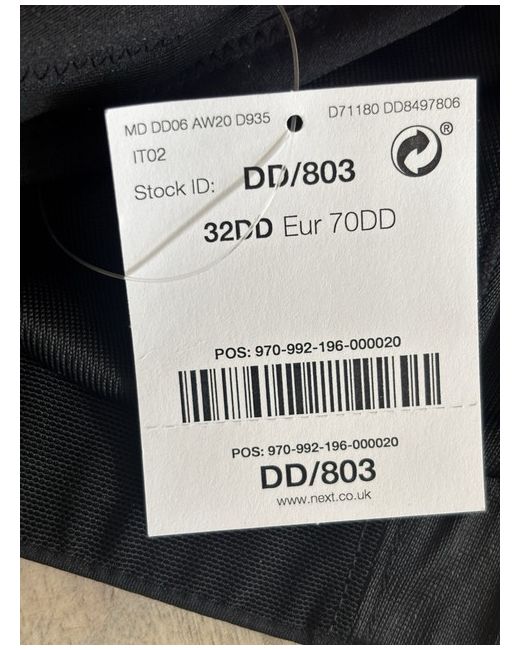 MD DD06 AW20 D935
D71180 DD8497806
IT02
®
Stock ID: DD/803
32DD Eur 70DD
POS: 970-992-196-000020
POS: 970-992-196-000020
DD/803
www.next.co.uk